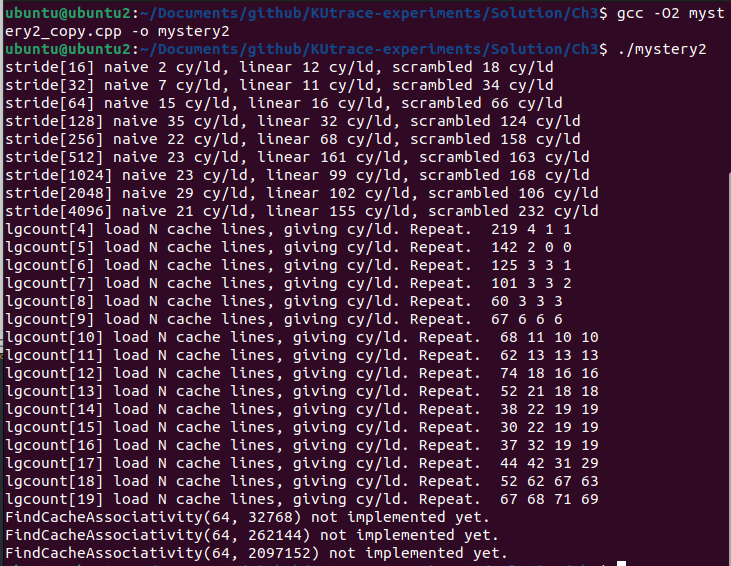 ubuntu@ubuntu2:~/Documents/github/KUtrace-experiments/Solution/Ch3$ gcc -O2 myst
ery2_copy.cpp -o mystery2
ubuntu@ubuntu2:~/Documents/github/KUtrace-experiments/Solution/Ch3$ ./mystery2
stride[16] naive 2 cy/ld, linear 12 cy/ld, scrambled 18 cy/ld
stride[32] naive 7 cy/ld, linear 11 cy/ld, scrambled 34 cy/ld
stride[64] naive 15 cy/ld, linear 16 cy/ld, scrambled 66 cy/ld
stride[128] naive 35 cy/ld, linear 32 cy/ld, scrambled 124 cy/ld
stride[256] naive 22 cy/ld, linear 68 cy/ld, scrambled 158 cy/ld
stride[512] naive 23 cy/ld, linear 161 cy/ld, scrambled 163 cy/ld
stride[1024] naive 23 cy/ld, linear 99 cy/ld, scrambled 168 cy/ld
stride[2048] naive 29 cy/ld, linear 102 cy/ld, scrambled 106 cy/ld
stride[4096] naive 21 cy/ld, linear 155 cy/ld, scrambled 232 cy/ld
lgcount[4] load N cache lines, giving cy/ld. Repeat.  219 4 1 1
lgcount[5] load N cache lines, giving cy/ld. Repeat.  142 2 0 0
lgcount[6] load N cache lines, giving cy/ld. Repeat.  125 3 3 1
lgcount[7] load N cache lines, giving cy/ld. Repeat.  101 3 3 2
lgcount[8] load N cache lines, giving cy/ld. Repeat.  60 3 3 3
lgcount[9] load N cache lines, giving cy/ld. Repeat.  67 6 6 6
lgcount[10] load N cache lines, giving cy/ld. Repeat.  68 11 10 10
lgcount[11] load N cache lines, giving cy/ld. Repeat.  62 13 13 13
lgcount[12] load N cache lines, giving cy/ld. Repeat.  74 18 16 16
lgcount[13] load N cache lines, giving cy/ld. Repeat.  52 21 18 18
lgcount[14] load N cache lines, giving cy/ld. Repeat.  38 22 19 19
lgcount[15] load N cache lines, giving cy/ld. Repeat.  30 22 19 19
lgcount[16] load N cache lines, giving cy/ld. Repeat.  37 32 19 19
lgcount[17] load N cache lines, giving cy/ld. Repeat.  44 42 31 29
lgcount[18] load N cache lines, giving cy/ld. Repeat.  52 62 67 63
lgcount[19] load N cache lines, giving cy/ld. Repeat.  67 68 71 69
FindCacheAssociativity(64, 32768) not implemented yet.
FindCacheAssociativity(64, 262144) not implemented yet.
FindCacheAssociativity(64, 2097152) not implemented yet.